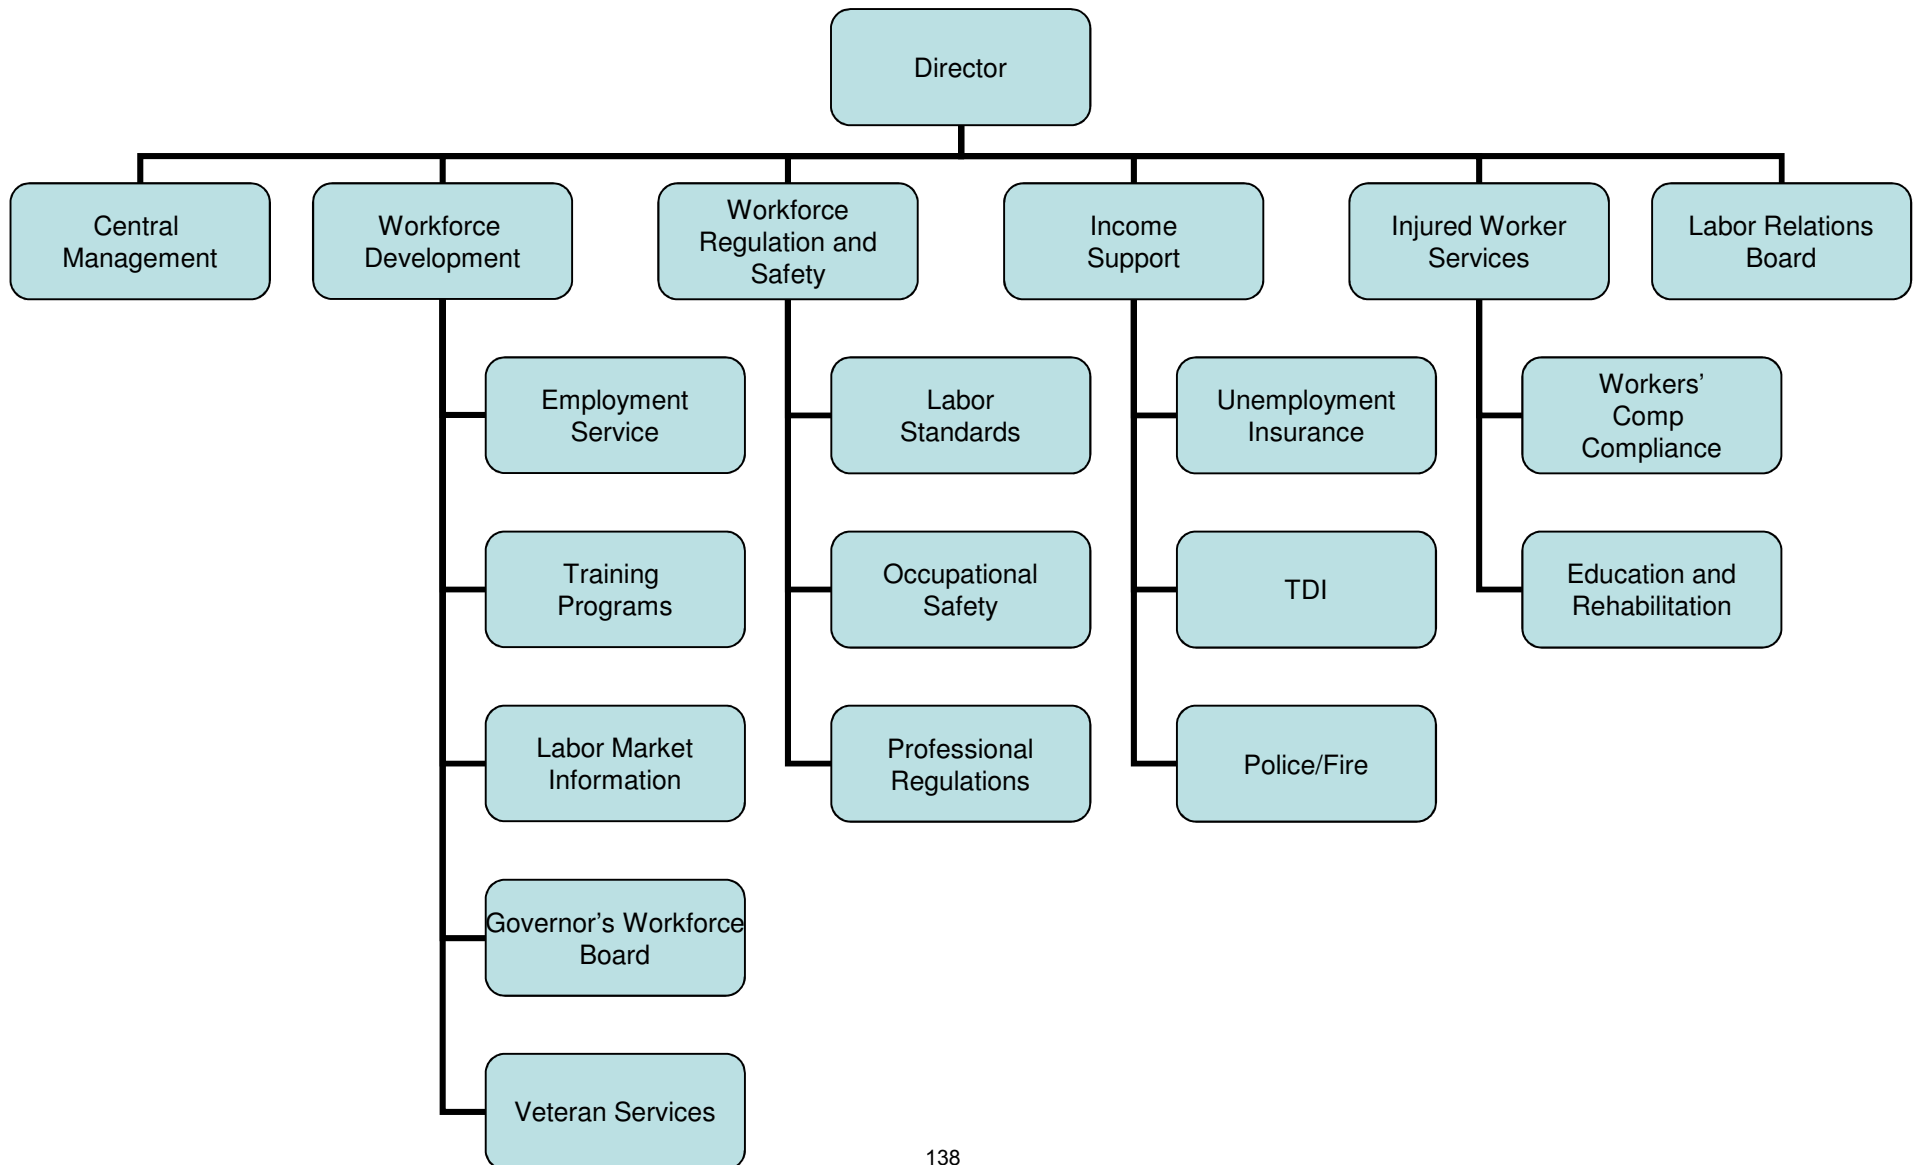 Director
Central
Management
Workforce
Development
Workforce
Regulation and
Safety
Income
Support
Injured Worker
Services
Labor Relations
Board
Employment
Service
Labor
Standards
Unemployment
Insurance
Workers’
Comp
Compliance
Training
Programs
Occupational
Safety
TDI
Education and
Rehabilitation
Labor Market
Information
Professional
Regulations
Police/Fire
Governor’s Workforce
Board
Veteran Services
138